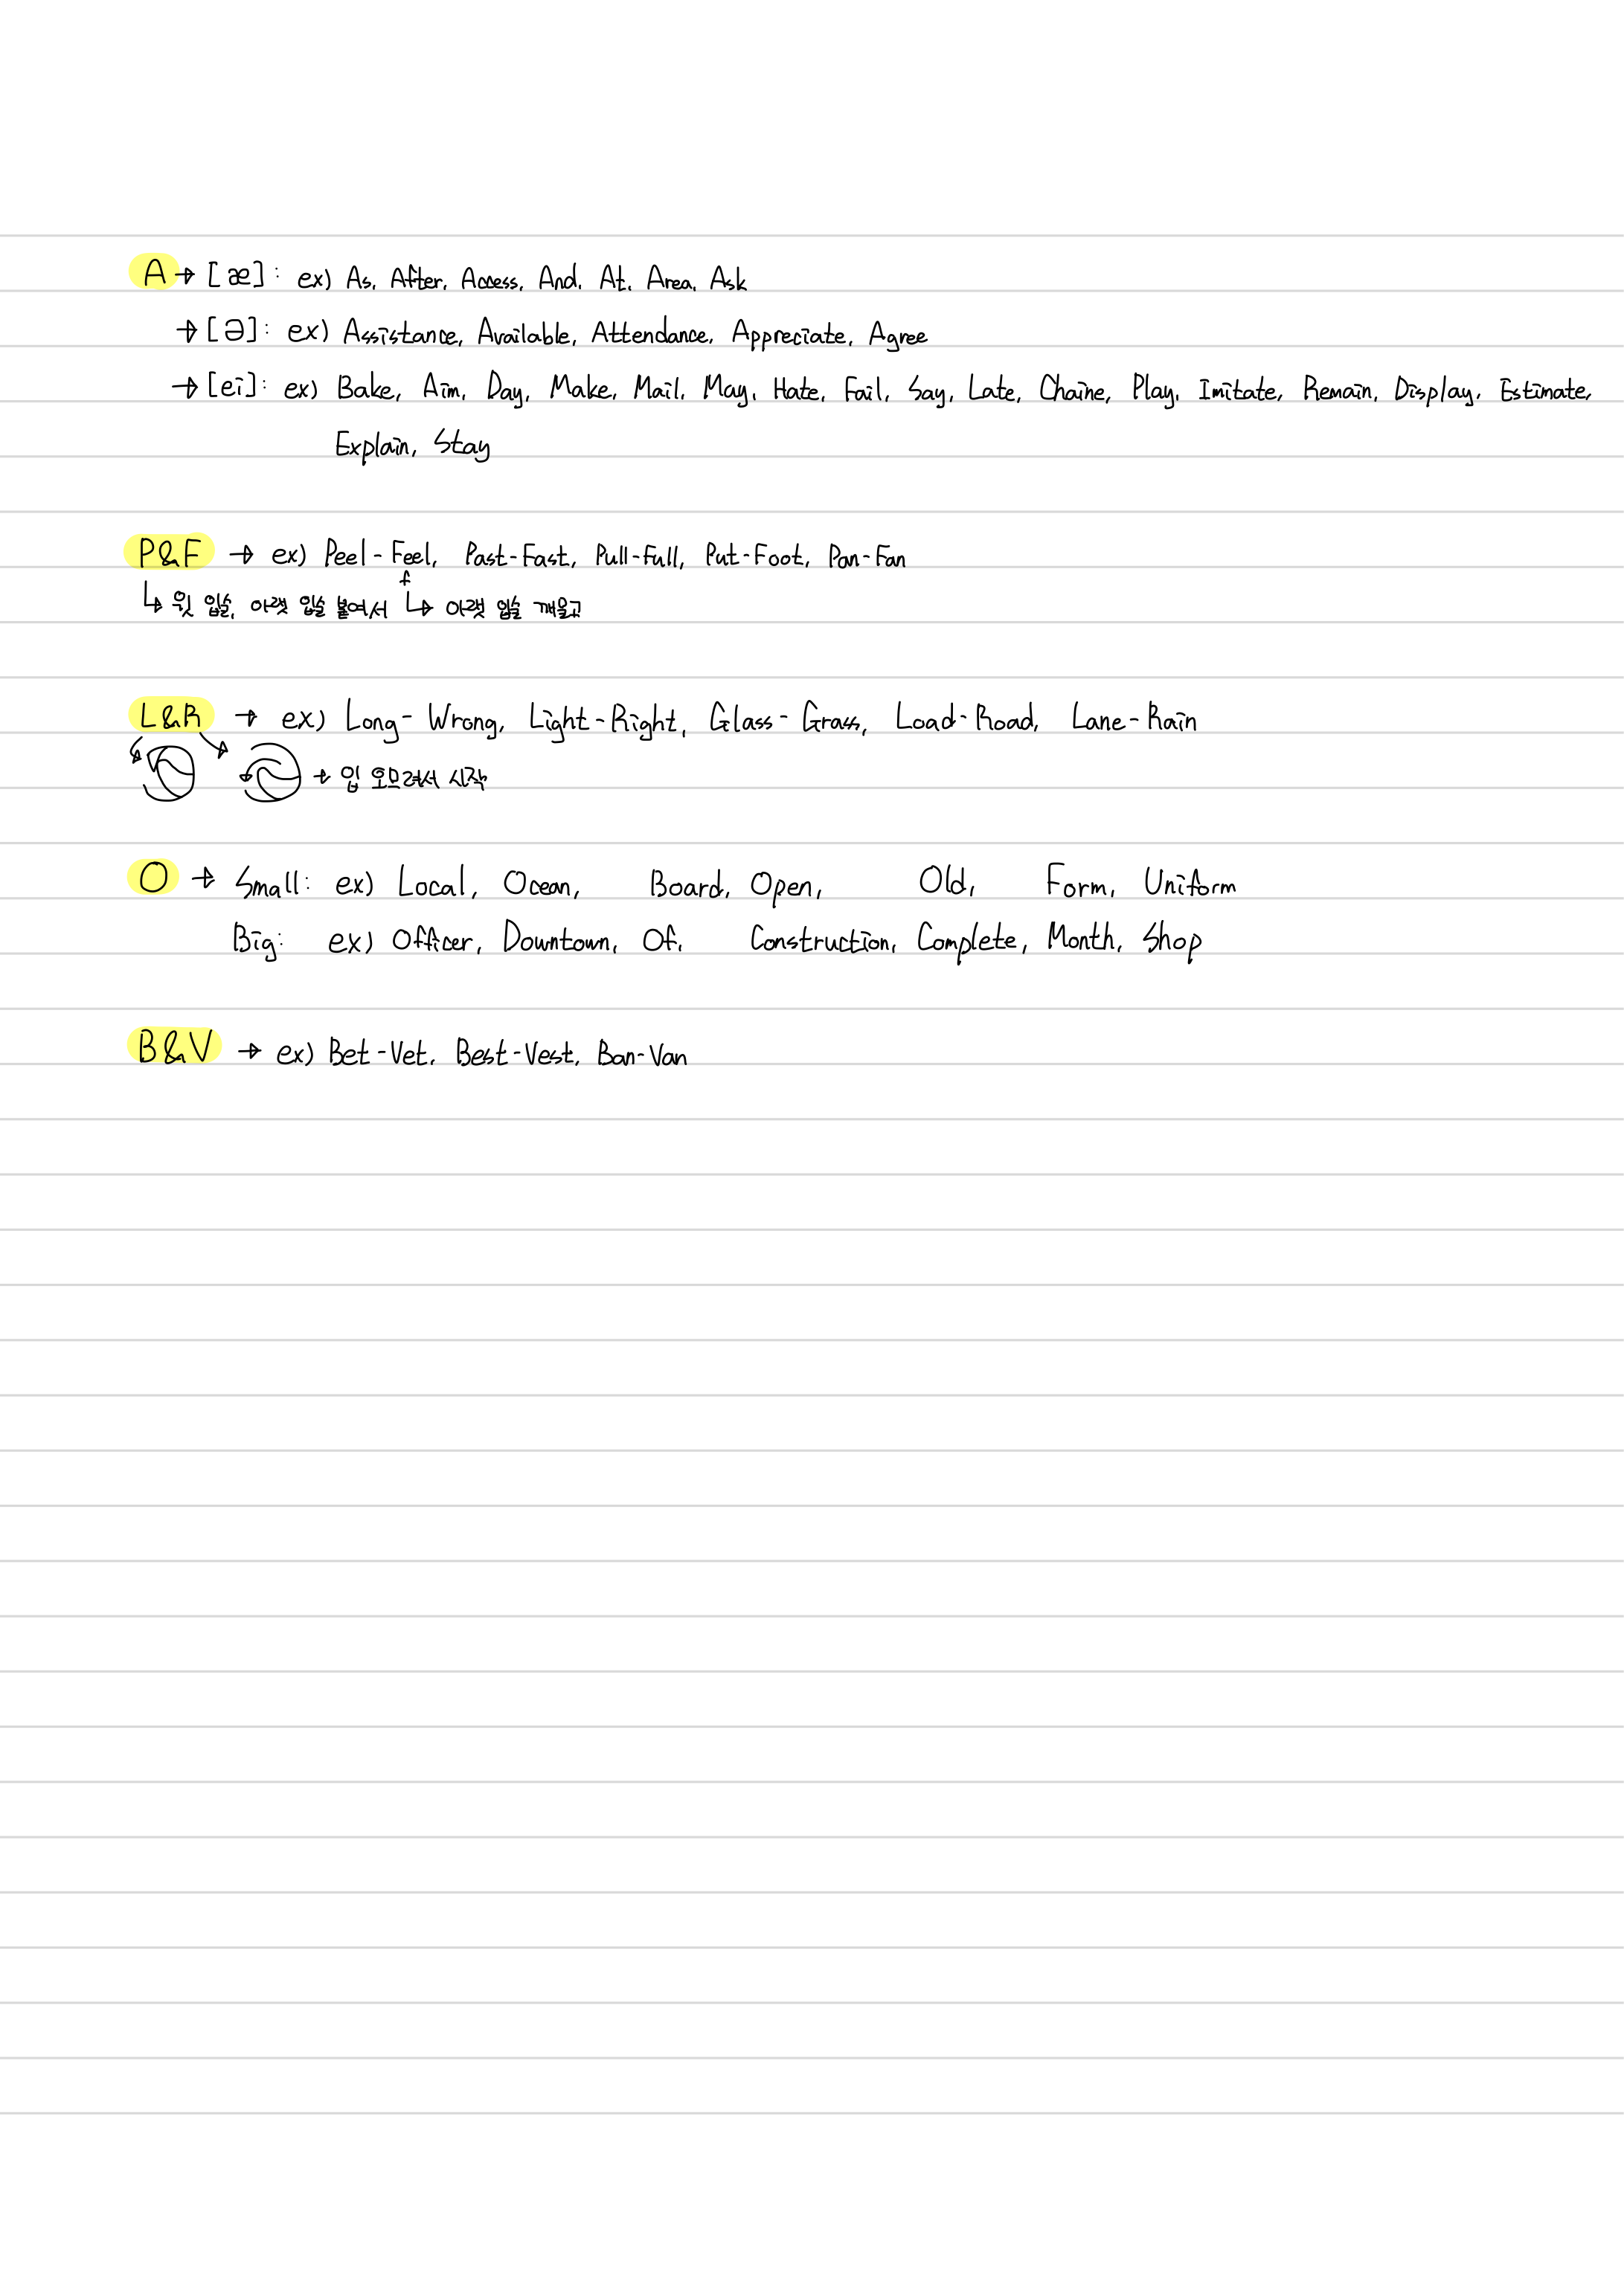 A → [æ] : ex) As, After, Access, And, At, Area, Ask
→ [ə] : ex) Assistance, Available, Attendance, Appreciate, Agree
→ [ei] : ex) Bake, Aim, Day, Make, Mail, May, Hate, Fail, Say, Late, Chaine, Play, Imitate, Remain, Display, Estimate,
Explain, Stay
P&F → ex) Peel-Feel, Past-Fast, Pull-Full, Put-Foot, Pan-Fan
f
↳ 윗 입술, 아랫 입술 붙여서 ↳ 아랫 입술 깨물고
L&R → ex) Long-Wrong, Light-Right, Glass-Grass, Load-Road, Lane-Rain
→ 입 오므려서 시작
O → Small: ex) Local, Ocean, Board, Open, Old, Form, Uniform
Big: ex) Officer, Downtown, Of, Construction, Complete, Month, Shop
B&V → ex) Bet-Vet, Best-Vest, Ban-Van